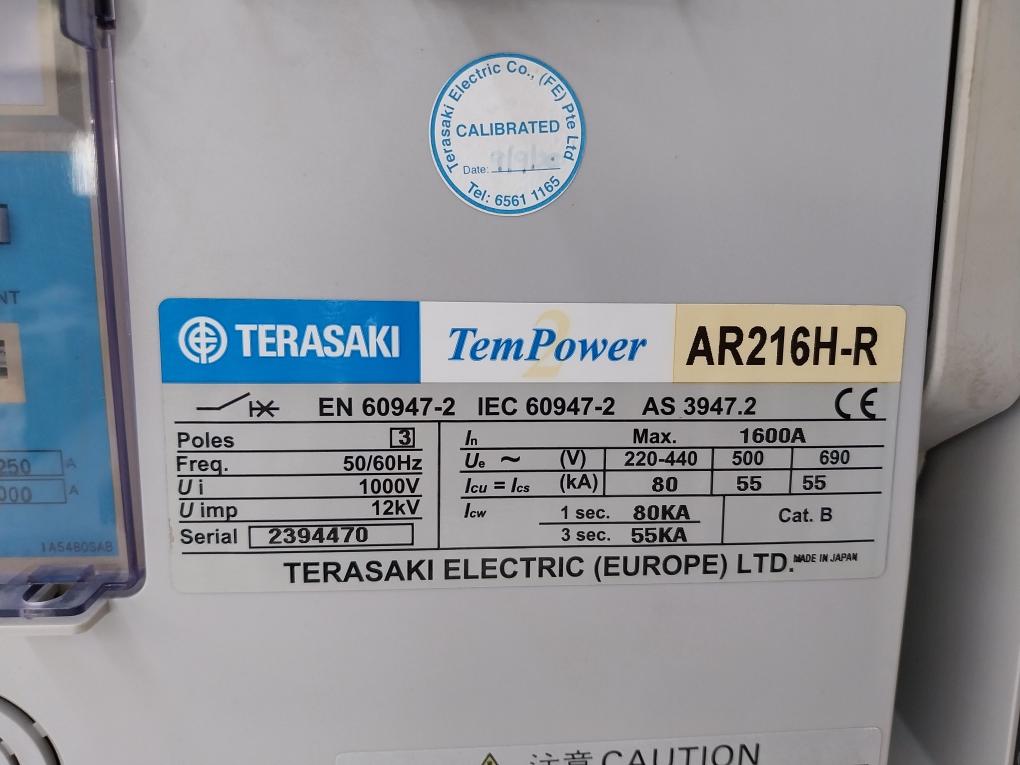 Terasaki Electric Co., (FE) Pte Ltd
CALIBRATED
Date:
Tel: 6561 1165
NT
250 A
000 A
1A5480SAB
TERASAKI TemPower 2 AR216H-R
EN 60947-2 IEC 60947-2 AS 3947.2 CE
Poles 3
Freq. 50/60Hz
U i 1000V
U imp 12kV
Serial 2394470
In Max. 1600A
Ue ~ (V) 220-440 500 690
Icu = Ics (kA) 80 55 55
Icw 1 sec. 80KA
3 sec. 55KA
Cat. B
TERASAKI ELECTRIC (EUROPE) LTD. MADE IN JAPAN
注意 CAUTION